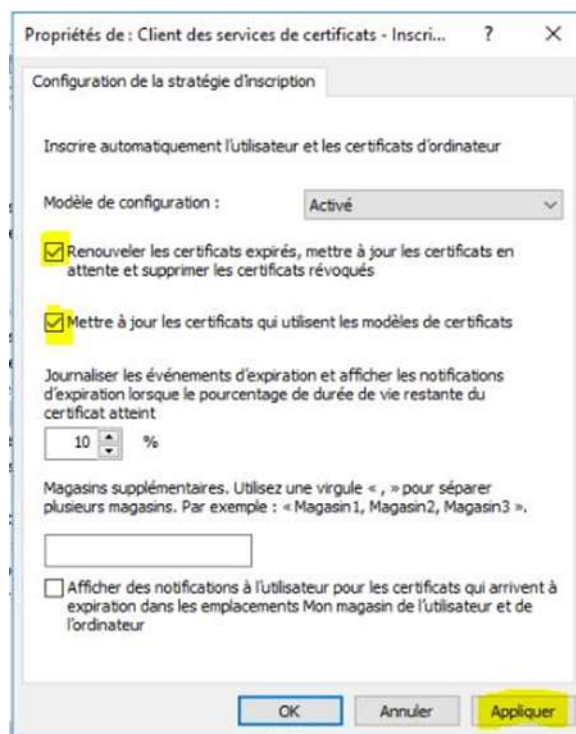 Propriétés de : Client des services de certificats - Inscri... ? ×
Configuration de la stratégie d'inscription
Inscrire automatiquement l'utilisateur et les certificats d'ordinateur
Modèle de configuration : Activé
Renouveler les certificats expirés, mettre à jour les certificats en
attente et supprimer les certificats révoqués
Mettre à jour les certificats qui utilisent les modèles de certificats
Journaliser les événements d'expiration et afficher les notifications
d'expiration lorsque le pourcentage de durée de vie restante du
certificat atteint
10 %
Magasins supplémentaires. Utilisez une virgule « , » pour séparer
plusieurs magasins. Par exemple : « Magasin1, Magasin2, Magasin3 ».
Afficher des notifications à l'utilisateur pour les certificats qui arrivent à
expiration dans les emplacements Mon magasin de l'utilisateur et de
l'ordinateur
OK Annuler Appliquer